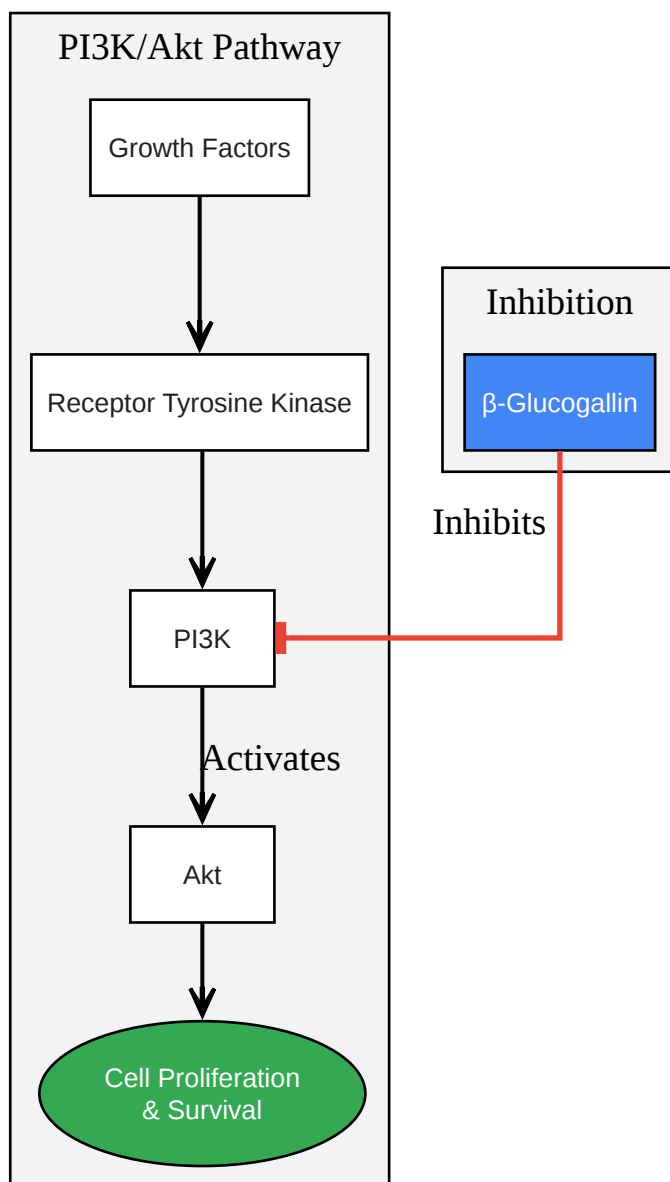 PI3K/Akt Pathway
Growth Factors
Receptor Tyrosine Kinase
Inhibition
β-Glucogallin
Inhibits
PI3K
Activates
Akt
Cell Proliferation
& Survival